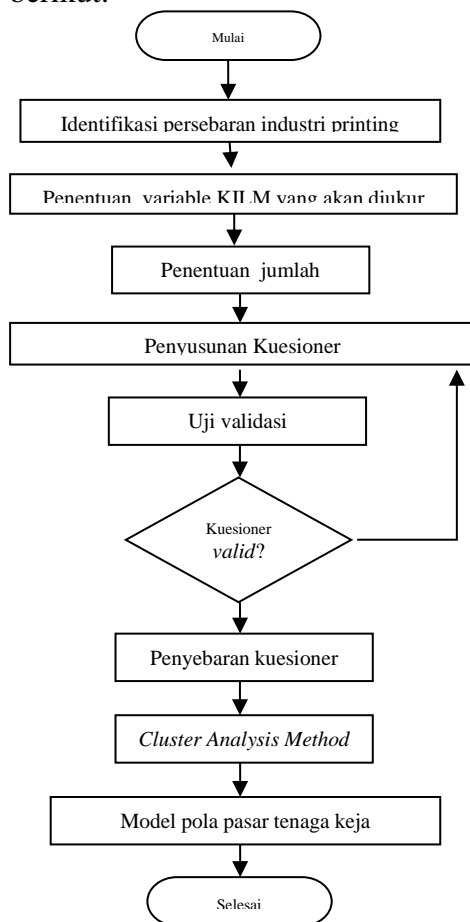 berikut:
Mulai
Identifikasi persebaran industri printing
Penentuan variable KILM yang akan diukur
Penentuan jumlah
Penyusunan Kuesioner
Uji validasi
Kuesioner
valid?
Penyebaran kuesioner
Cluster Analysis Method
Model pola pasar tenaga keja
Selesai